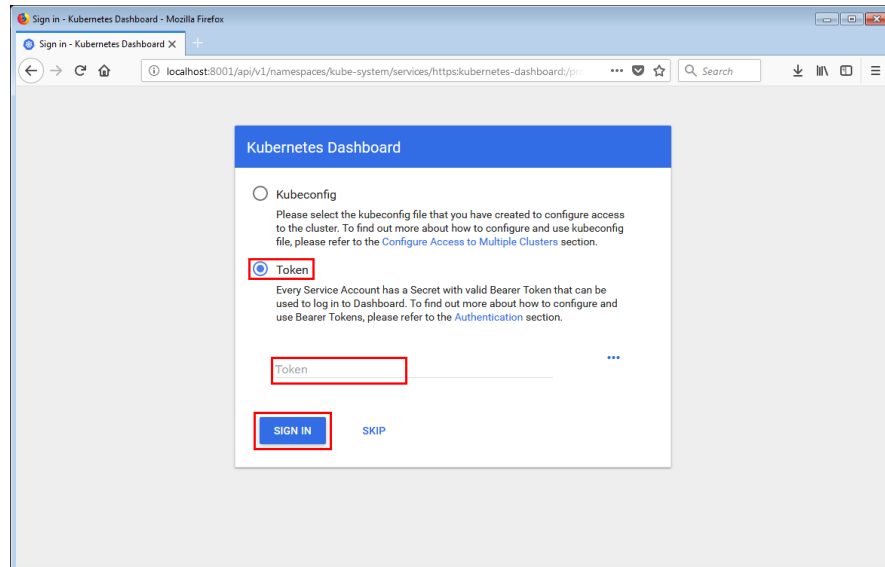 Sign in - Kubernetes Dashboard - Mozilla Firefox
Sign in - Kubernetes Dashboard
localhost:8001/api/v1/namespaces/kube-system/services/https:kubernetes-dashboard:/pro
Search
Kubernetes Dashboard
Kubeconfig
Please select the kubeconfig file that you have created to configure access
to the cluster. To find out more about how to configure and use kubeconfig
file, please refer to the Configure Access to Multiple Clusters section.
Token
Every Service Account has a Secret with valid Bearer Token that can be
used to log in to Dashboard. To find out more about how to configure and
use Bearer Tokens, please refer to the Authentication section.
Token
SIGN IN SKIP